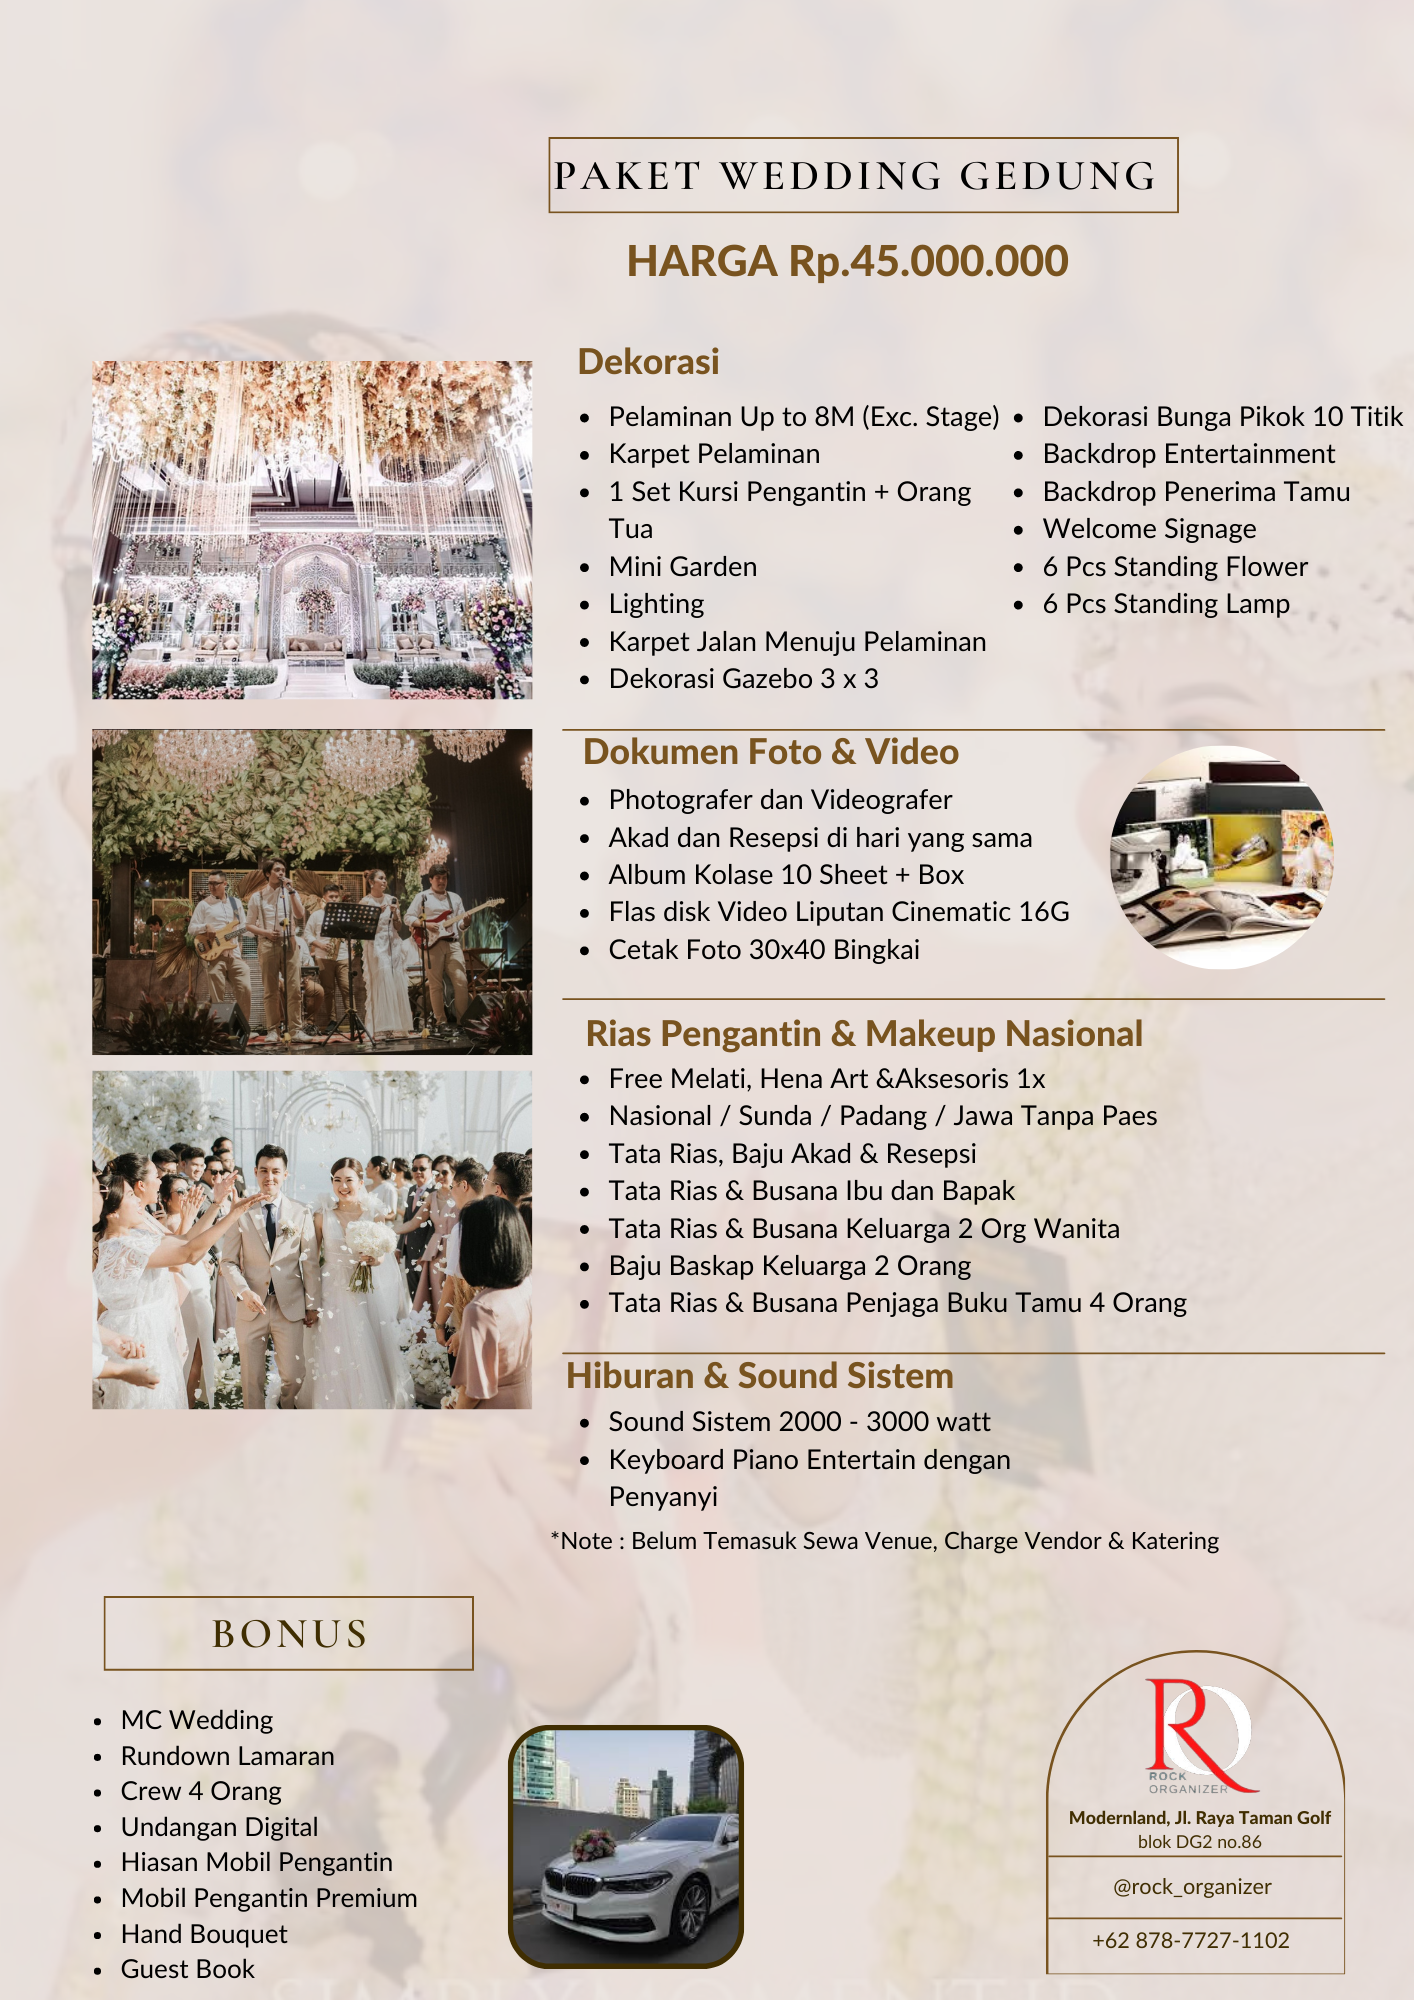 PAKET WEDDING GEDUNG
HARGA Rp.45.000.000
Dekorasi
Pelaminan Up to 8M (Exc. Stage)
Karpet Pelaminan
1 Set Kursi Pengantin + Orang
Tua
Mini Garden
Lighting
Karpet Jalan Menuju Pelaminan
Dekorasi Gazebo 3 x 3
Dekorasi Bunga Pikok 10 Titik
Backdrop Entertainment
Backdrop Penerima Tamu
Welcome Signage
6 Pcs Standing Flower
6 Pcs Standing Lamp
Dokumen Foto & Video
Photografer dan Videografer
Akad dan Resepsi di hari yang sama
Album Kolase 10 Sheet + Box
Flas disk Video Liputan Cinematic 16G
Cetak Foto 30x40 Bingkai
Rias Pengantin & Makeup Nasional
Free Melati, Hena Art &Aksesoris 1x
Nasional / Sunda / Padang / Jawa Tanpa Paes
Tata Rias, Baju Akad & Resepsi
Tata Rias & Busana Ibu dan Bapak
Tata Rias & Busana Keluarga 2 Org Wanita
Baju Baskap Keluarga 2 Orang
Tata Rias & Busana Penjaga Buku Tamu 4 Orang
Hiburan & Sound Sistem
Sound Sistem 2000 - 3000 watt
Keyboard Piano Entertain dengan
Penyanyi
*Note : Belum Temasuk Sewa Venue, Charge Vendor & Katering
BONUS
MC Wedding
Rundown Lamaran
Crew 4 Orang
Undangan Digital
Hiasan Mobil Pengantin
Mobil Pengantin Premium
Hand Bouquet
Guest Book
RO
ROCK
ORGANIZER
Modernland, Jl. Raya Taman Golf
blok DG2 no.86
@rock_organizer
+62 878-7727-1102
SIMPLYMOMENT.ID